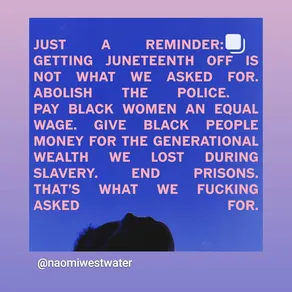 JUST A REMINDER:
GETTING JUNETEENTH OFF IS
NOT WHAT WE ASKED FOR.
ABOLISH THE POLICE.
PAY BLACK WOMEN AN EQUAL
WAGE. GIVE BLACK PEOPLE
MONEY FOR THE GENERATIONAL
WEALTH WE LOST DURING
SLAVERY. END PRISONS.
THAT'S WHAT WE FUCKING
ASKED FOR.
@naomiwestwater